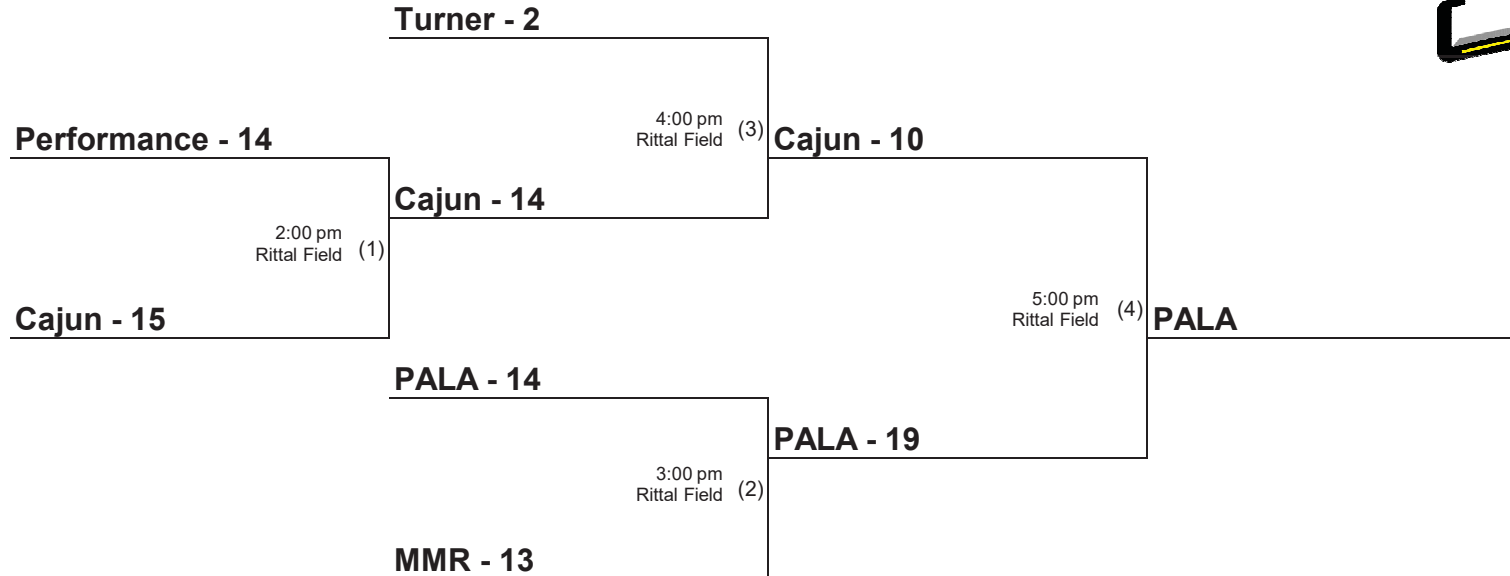 Turner - 2
4:00 pm
Rittal Field (3)
Performance - 14
Cajun - 10
Cajun - 14
2:00 pm
Rittal Field (1)
5:00 pm
Rittal Field (4)
Cajun - 15
PALA
PALA - 14
PALA - 19
3:00 pm
Rittal Field (2)
MMR - 13